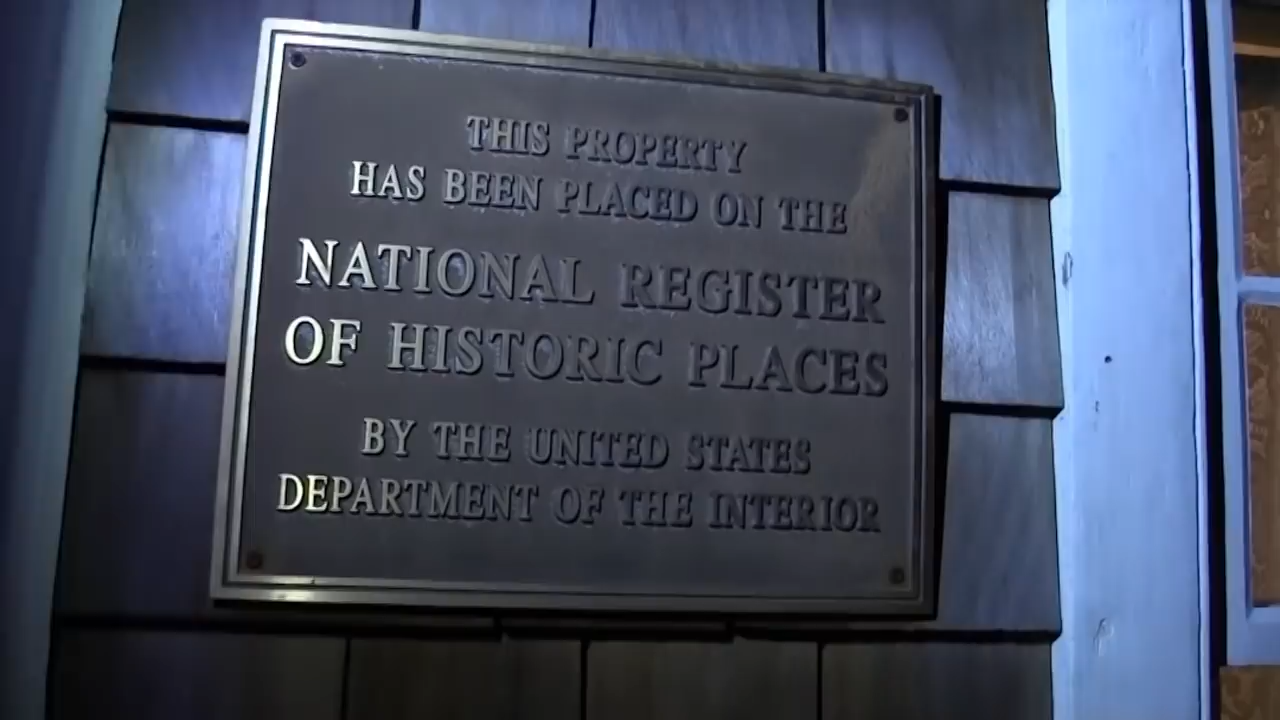 THIS PROPERTY
HAS BEEN PLACED ON THE
NATIONAL REGISTER
OF HISTORIC PLACES
BY THE UNITED STATES
DEPARTMENT OF THE INTERIOR